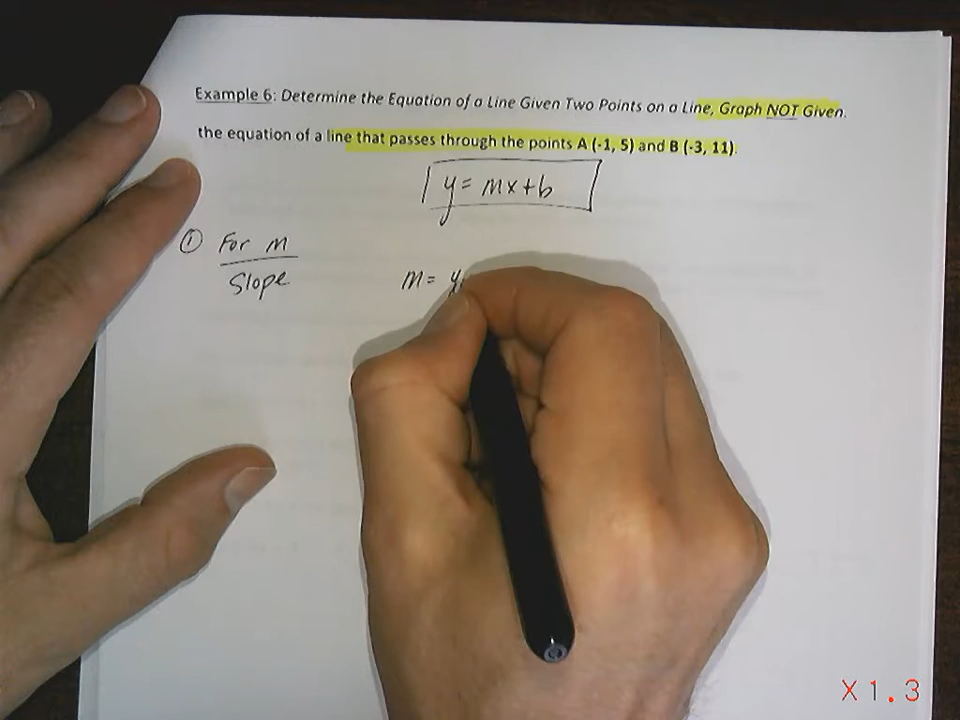 Example 6: Determine the Equation of a Line Given Two Points on a Line, Graph NOT Given.
the equation of a line that passes through the points A (-1, 5) and B (-3, 11).
y = mx+b
① For m
Slope
m = y
X1.3